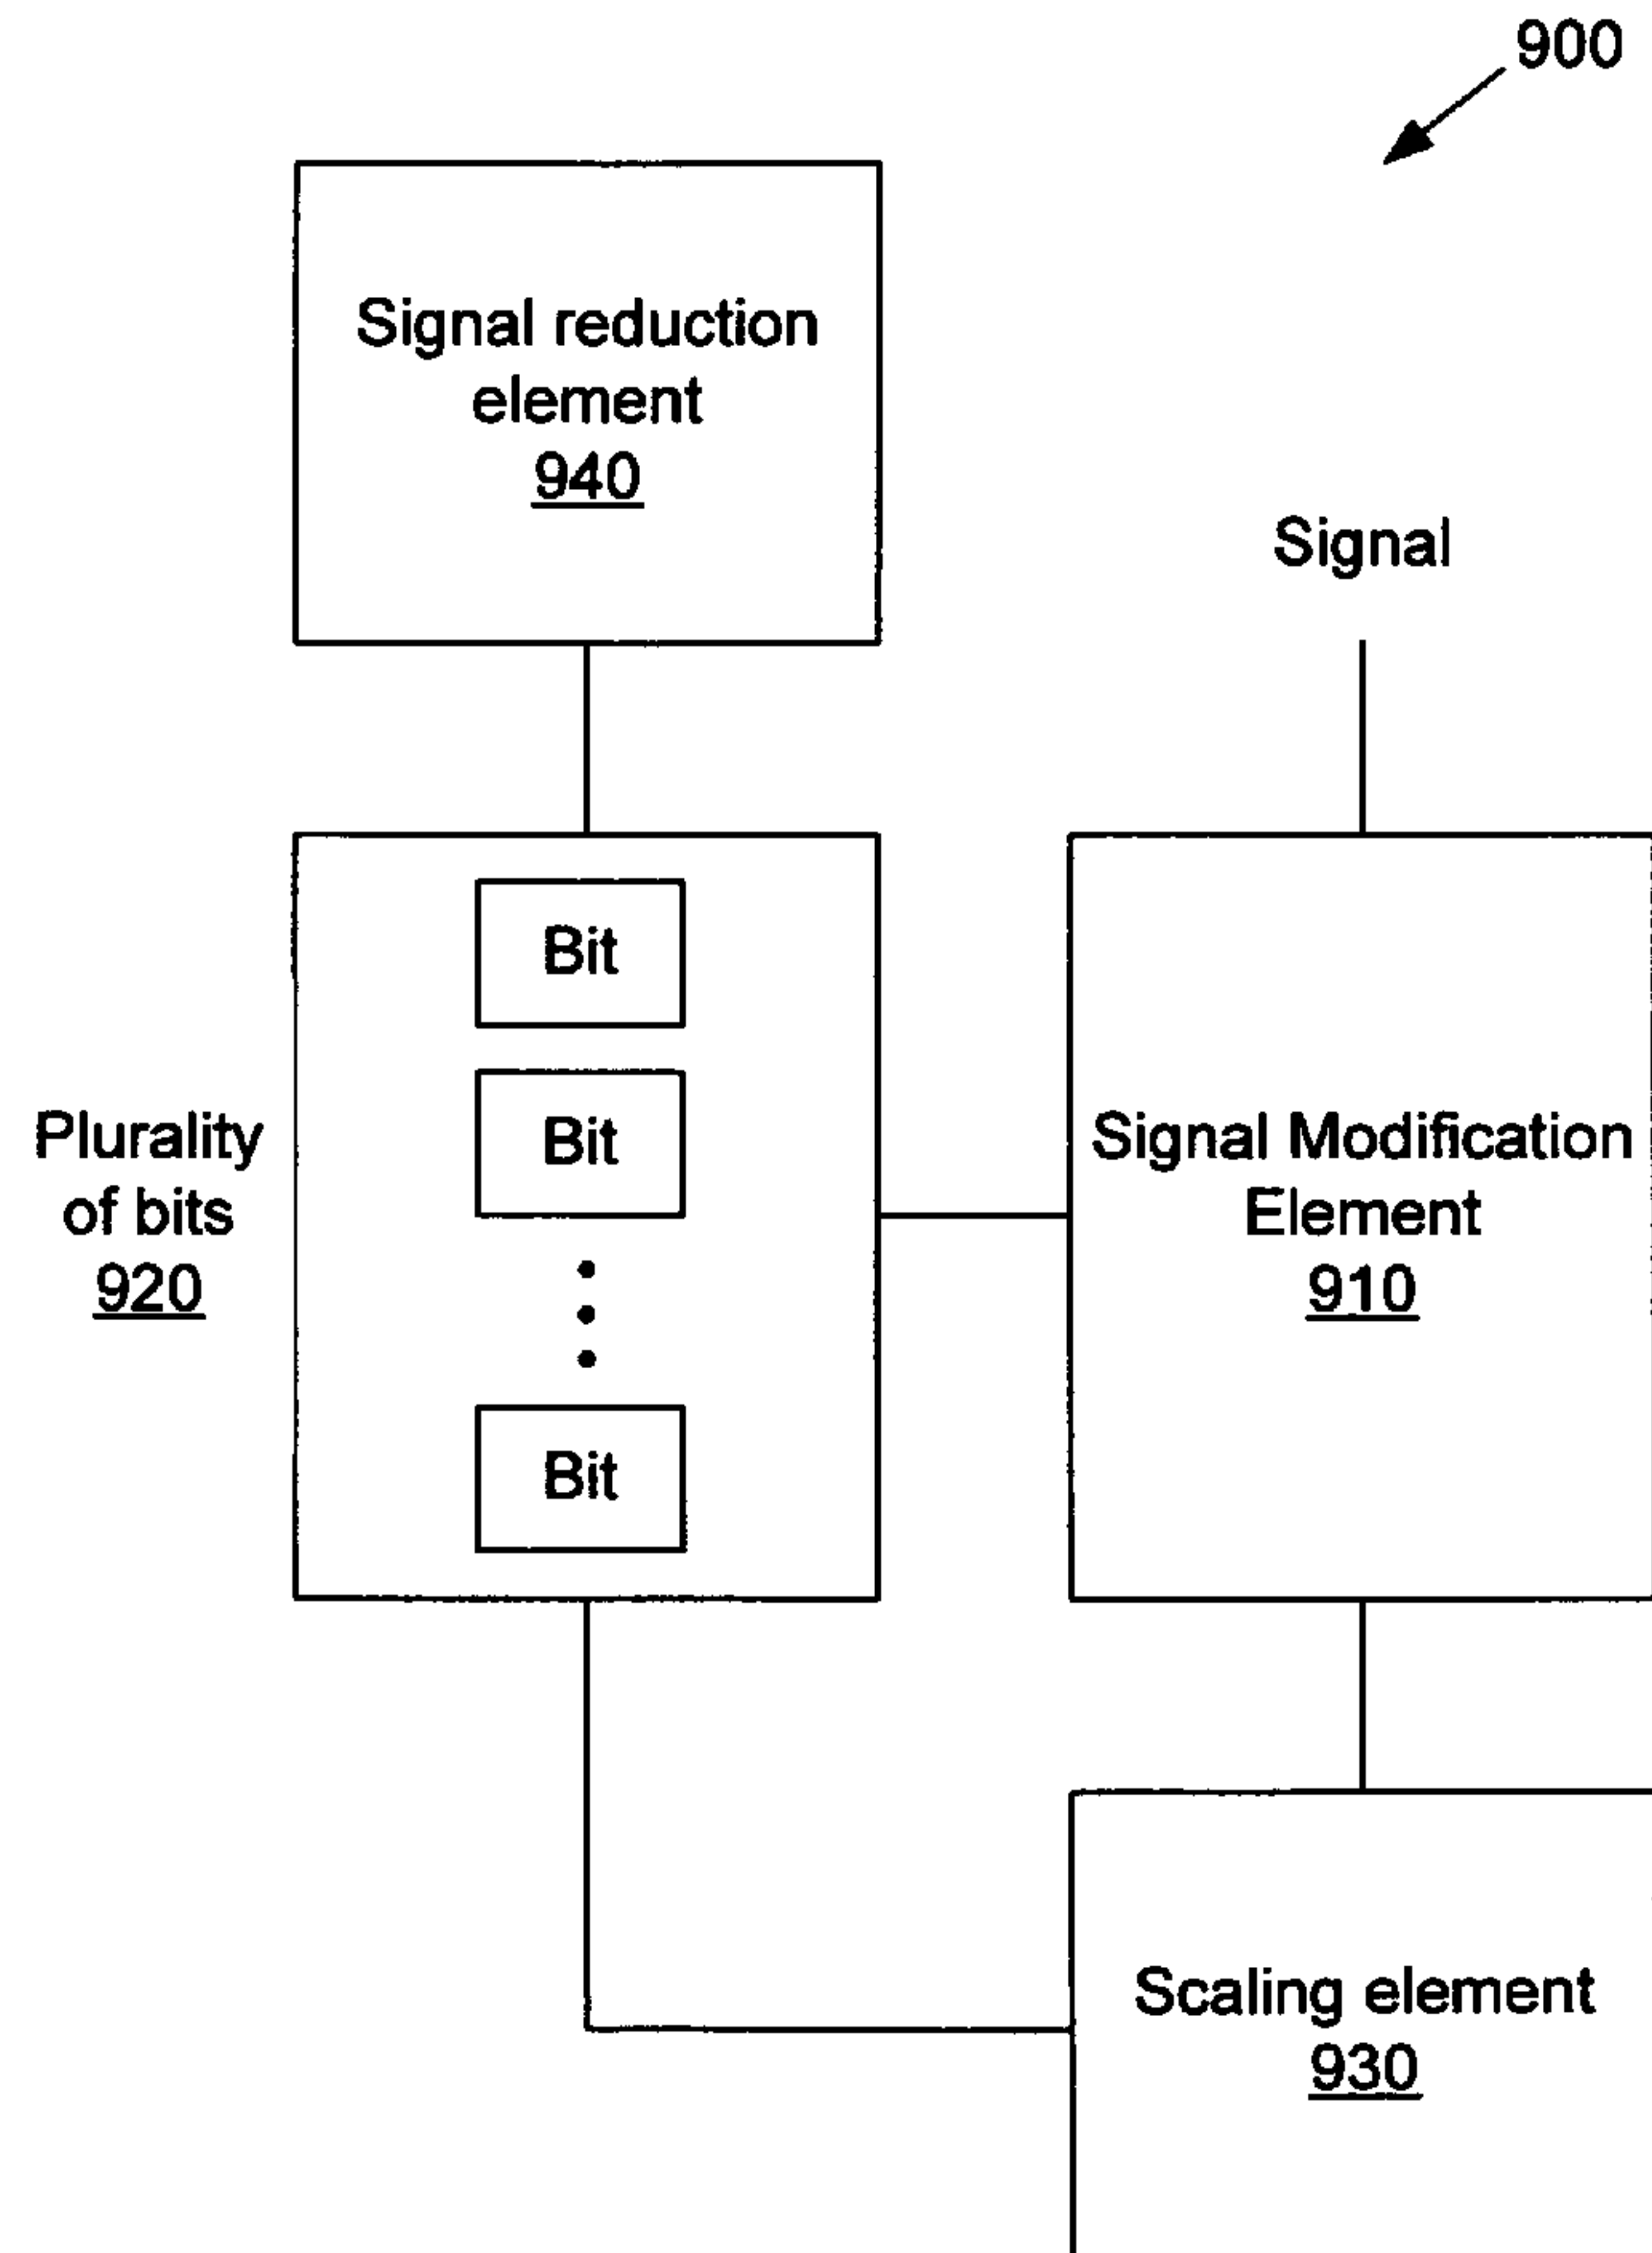 900
Signal reduction
element
940
Signal
Bit
Bit
Bit
Plurality
of bits
920
Signal Modification
Element
910
Scaling element
930